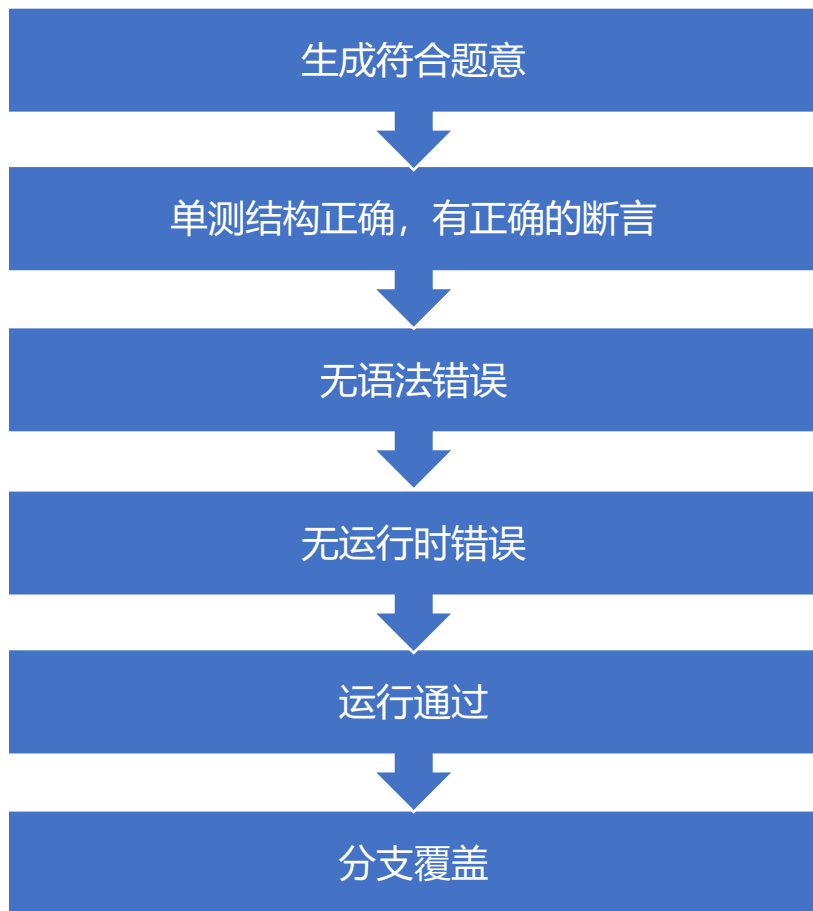 生成符合题意
单测结构正确，有正确的断言
无语法错误
无运行时错误
运行通过
分支覆盖